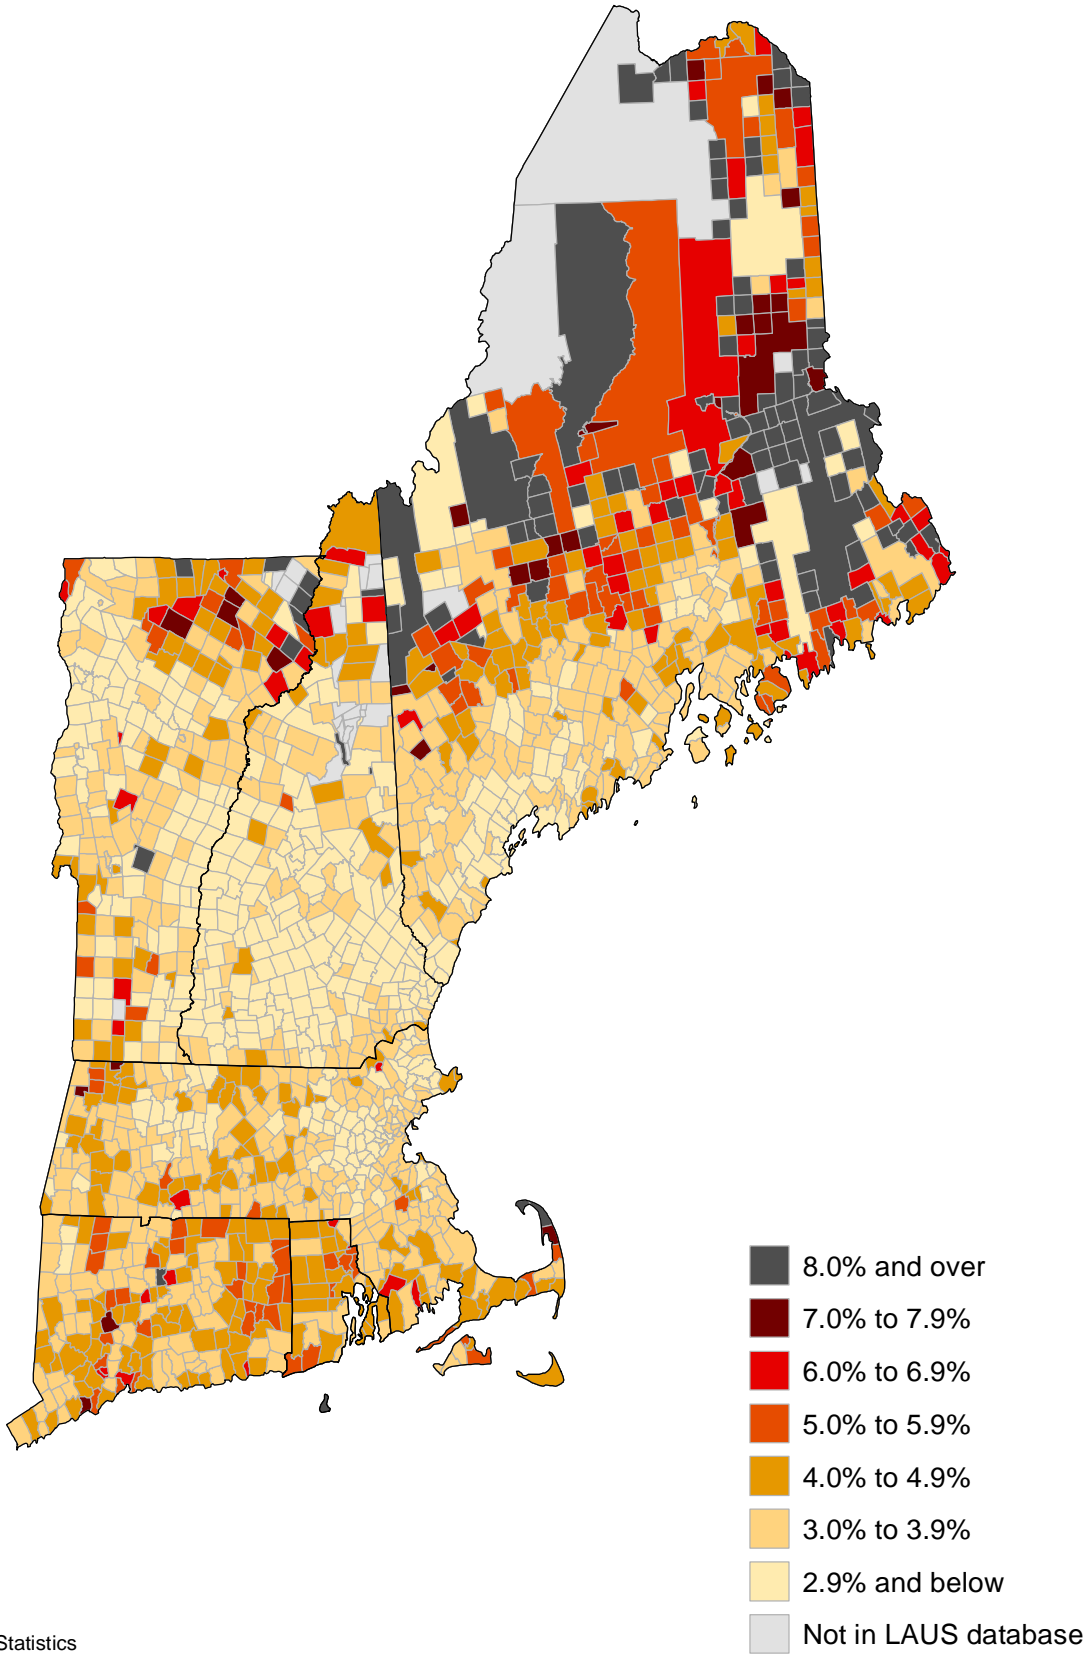 8.0% and over
7.0% to 7.9%
6.0% to 6.9%
5.0% to 5.9%
4.0% to 4.9%
3.0% to 3.9%
2.9% and below
Not in LAUS database
Statistics